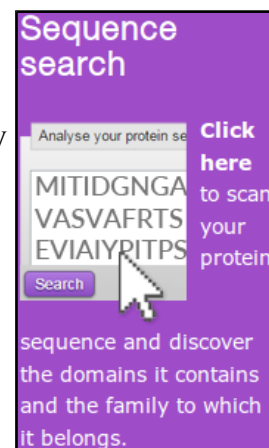 Sequence
search
y
Analyse your protein se
MITIDGNGA
VASVAFRTS
EVIAIYPITPS
Search
Click
here
to scan
your
protein
sequence and discover
the domains it contains
and the family to which
it belongs.